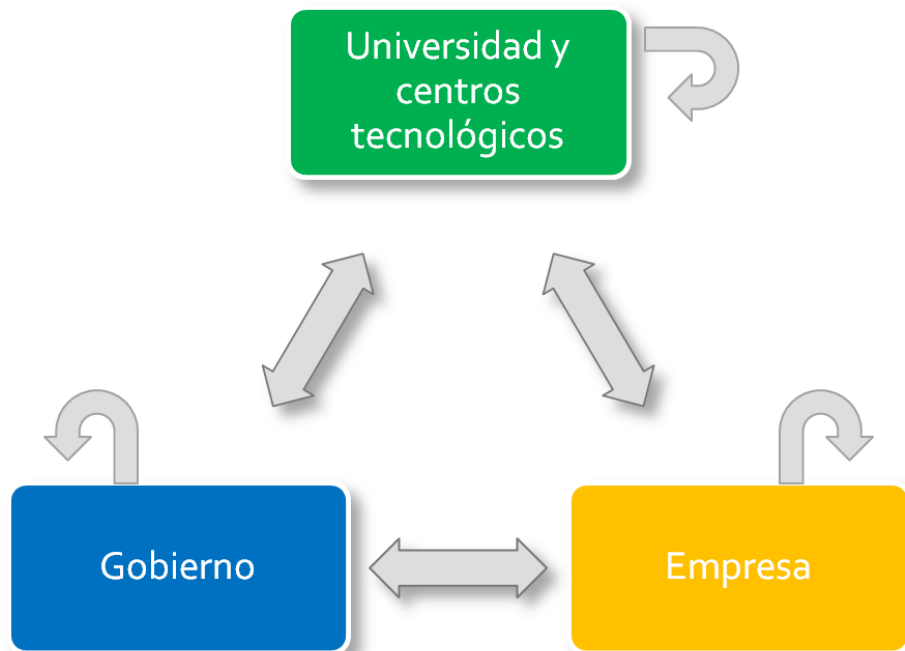 Universidad y
centros
tecnológicos
Gobierno
Empresa